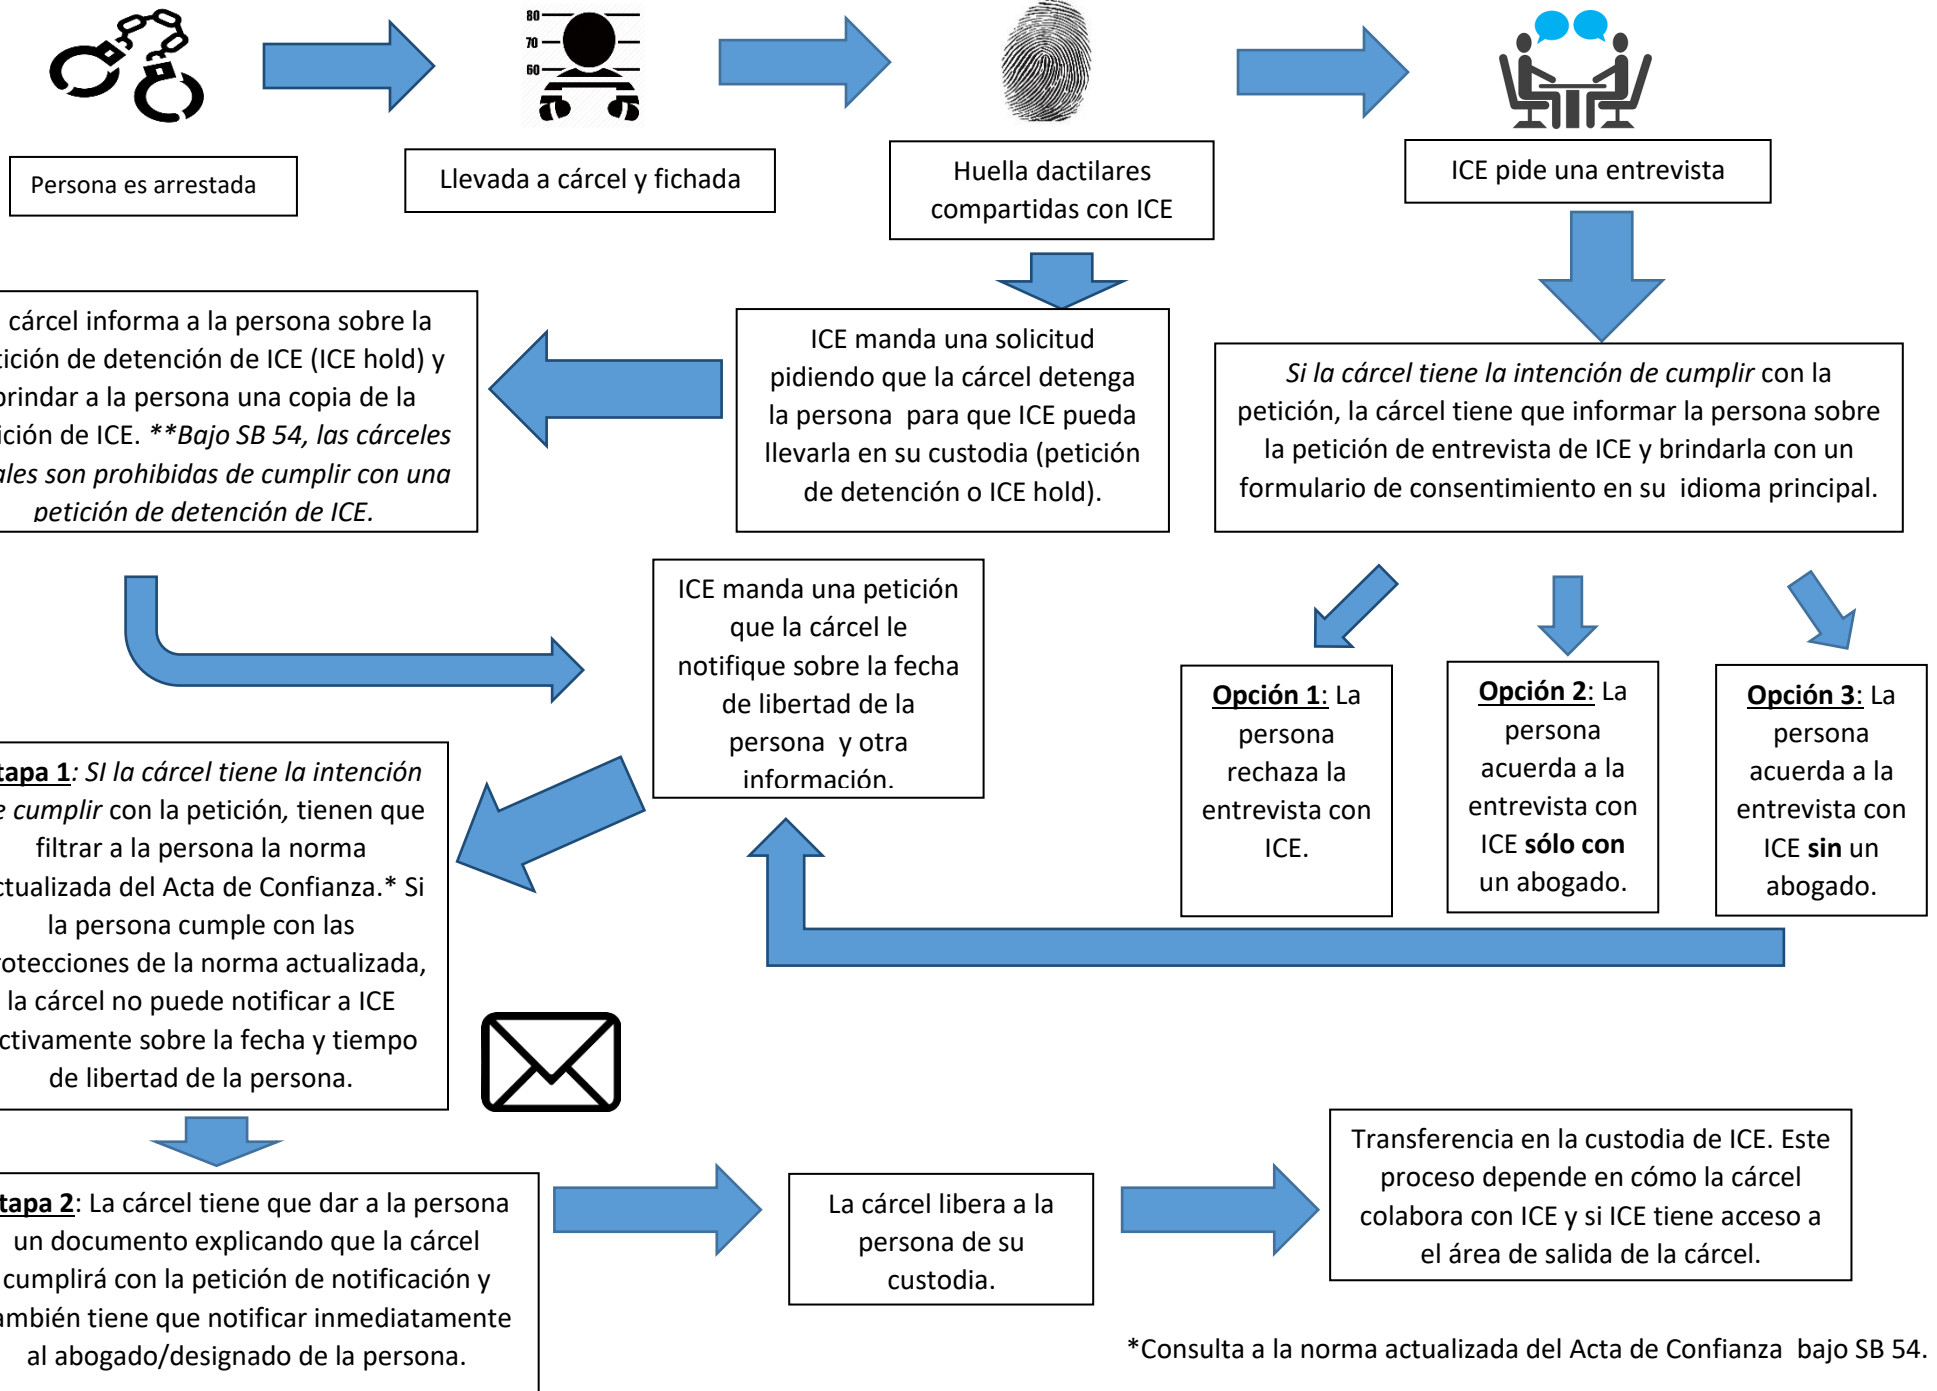 80
70
60
Persona es arrestada
Llevada a cárcel y fichada
Huella dactilares
compartidas con ICE
ICE pide una entrevista
cárcel informa a la persona sobre la
tición de detención de ICE (ICE hold) y
brindar a la persona una copia de la
ición de ICE. **Bajo SB 54, las cárceles
ales son prohibidas de cumplir con una
petición de detención de ICE.
ICE manda una solicitud
pidiendo que la cárcel detenga
la persona para que ICE pueda
llevarla en su custodia (petición
de detención o ICE hold).
Si la cárcel tiene la intención de cumplir con la
petición, la cárcel tiene que informar la persona sobre
la petición de entrevista de ICE y brindarla con un
formulario de consentimiento en su idioma principal.
ICE manda una petición
que la cárcel le
notifique sobre la fecha
de libertad de la
persona y otra
información.
Opción 1: La
persona
rechaza la
entrevista con
ICE.
Opción 2: La
persona
acuerda a la
entrevista con
ICE sólo con
un abogado.
Opción 3: La
persona
acuerda a la
entrevista con
ICE sin un
abogado.
tapa 1: SI la cárcel tiene la intención
e cumplir con la petición, tienen que
filtrar a la persona la norma
ctualizada del Acta de Confianza.* Si
la persona cumple con las
rotecciones de la norma actualizada,
la cárcel no puede notificar a ICE
ctivamente sobre la fecha y tiempo
de libertad de la persona.
tapa 2: La cárcel tiene que dar a la persona
un documento explicando que la cárcel
cumplirá con la petición de notificación y
ambién tiene que notificar inmediatamente
al abogado/designado de la persona.
La cárcel libera a la
persona de su
custodia.
Transferencia en la custodia de ICE. Este
proceso depende en cómo la cárcel
colabora con ICE y si ICE tiene acceso a
el área de salida de la cárcel.
*Consulta a la norma actualizada del Acta de Confianza bajo SB 54.